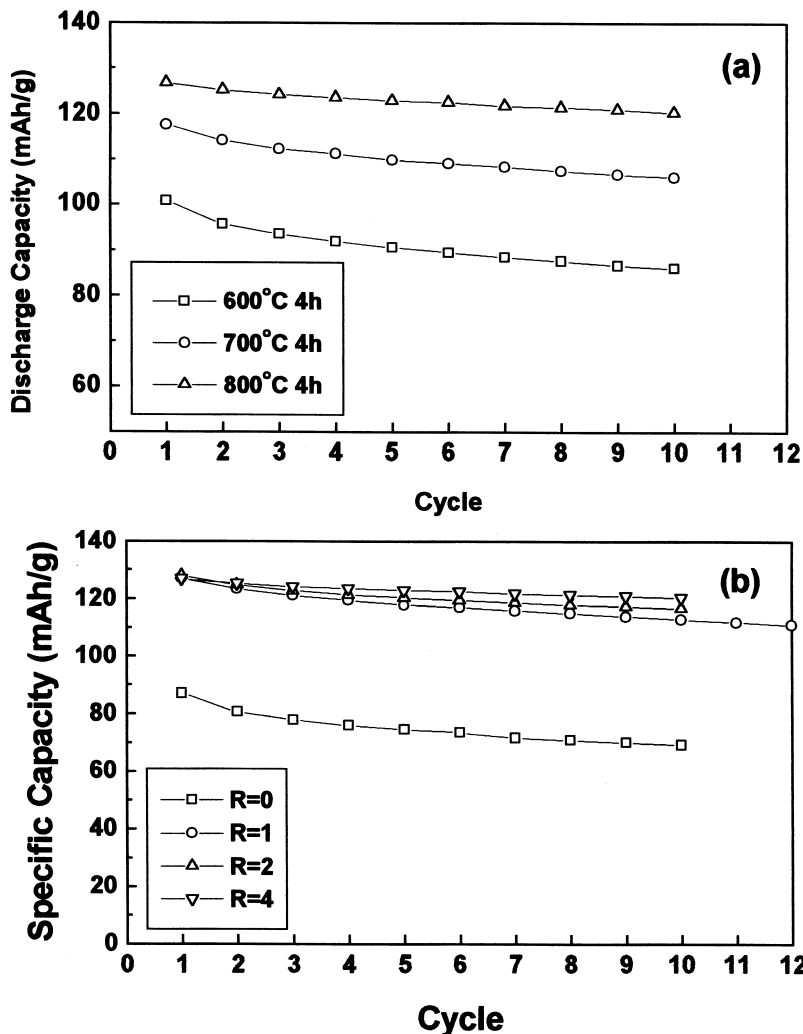 140
(a)
120
100
80
60
Discharge Capacity (mAh/g)
600°C 4h
700°C 4h
800°C 4h
0 1 2 3 4 5 6 7 8 9 10 11 12
Cycle
140
(b)
120
100
80
60
40
20
0
Specific Capacity (mAh/g)
R=0
R=1
R=2
R=4
0 1 2 3 4 5 6 7 8 9 10 11 12
Cycle